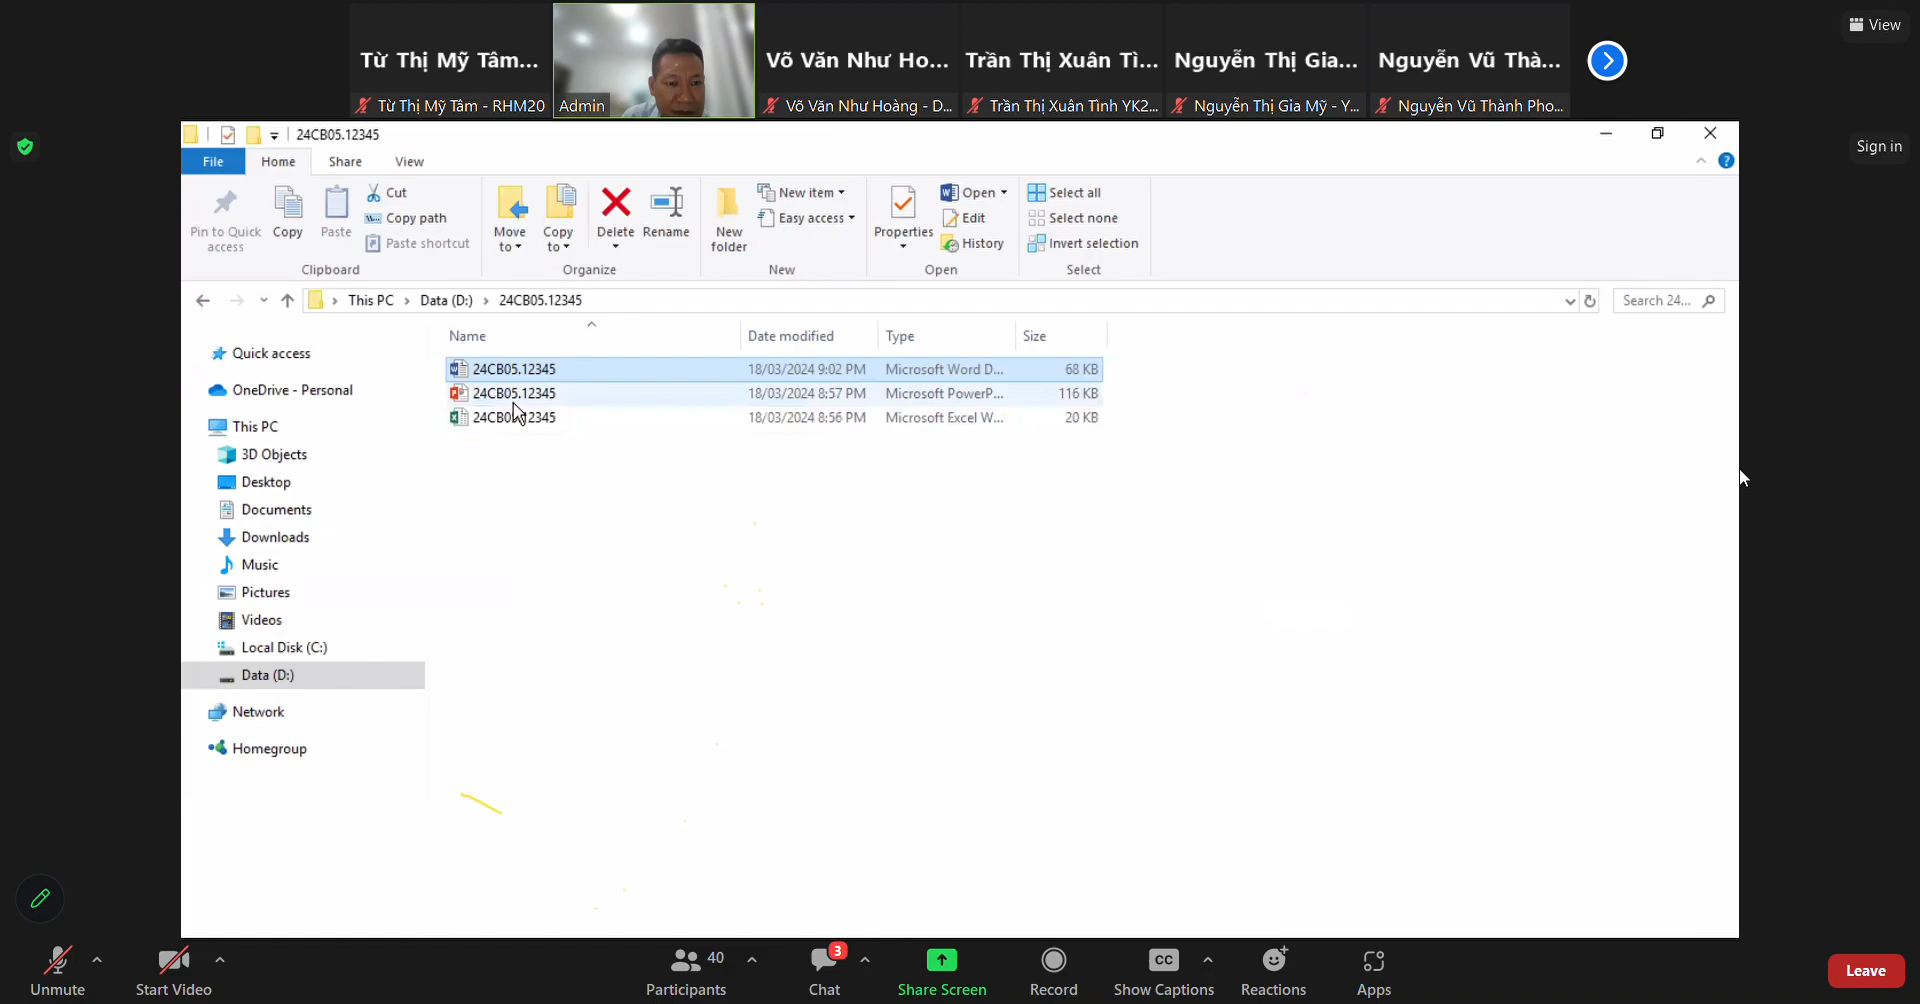 Từ Thị Mỹ Tâm...
Từ Thị Mỹ Tâm - RHM20
Admin
Võ Văn Như Ho...
Võ Văn Như Hoàng - D...
Trần Thị Xuân Tì...
Trần Thị Xuân Tình YK2...
Nguyễn Thị Gia...
Nguyễn Thị Gia Mỹ - Y...
Nguyễn Vũ Thà...
Nguyễn Vũ Thành Pho...
View
Sign in
24CB05.12345
File Home Share View
Pin to Quick access
Copy
Paste
Cut
Copy path
Paste shortcut
Clipboard
Move to
Copy to
Delete
Rename
Organize
New folder
New item
Easy access
New
Properties
Open
Edit
History
Open
Select all
Select none
Invert selection
Select
This PC > Data (D:) > 24CB05.12345
Search 24...
Name Date modified Type Size
24CB05.12345 18/03/2024 9:02 PM Microsoft Word D... 68 KB
24CB05.12345 18/03/2024 8:57 PM Microsoft PowerP... 116 KB
24CB05.12345 18/03/2024 8:56 PM Microsoft Excel W... 20 KB
Quick access
OneDrive - Personal
This PC
3D Objects
Desktop
Documents
Downloads
Music
Pictures
Videos
Local Disk (C:)
Data (D:)
Network
Homegroup
Unmute
Start Video
40
Participants
3
Chat
Share Screen
Record
CC
Show Captions
Reactions
Apps
Leave